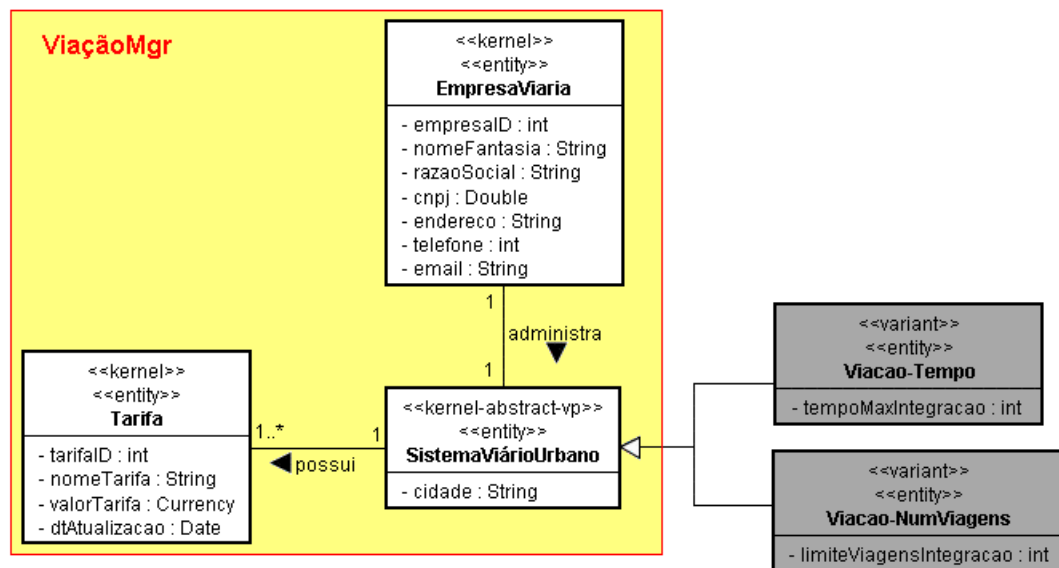 ViaçãoMgr
<<kernel>>
<<entity>>
EmpresaViaria
- empresaID : int
- nomeFantasia : String
- razaoSocial : String
- cnpj : Double
- endereco : String
- telefone : int
- email : String
1
administra
1
<<kernel>>
<<entity>>
Tarifa
- tarifaID : int
- nomeTarifa : String
- valorTarifa : Currency
- dtAtualizacao : Date
1..*
possui
1
<<kernel-abstract-vp>>
<<entity>>
SistemaViárioUrbano
- cidade : String
<<variant>>
<<entity>>
Viacao-Tempo
- tempoMaxIntegracao : int
<<variant>>
<<entity>>
Viacao-NumViagens
- limiteViagensIntegracao : int